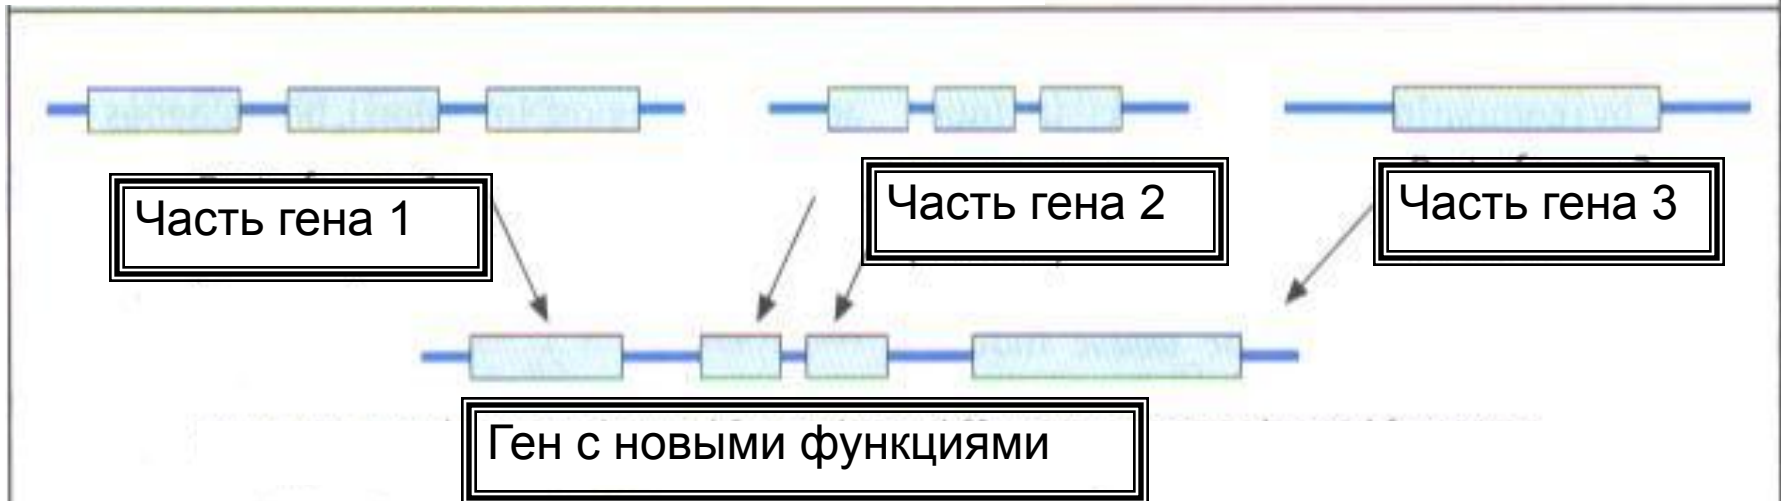 Часть гена 1
Часть гена 2
Часть гена 3
Ген с новыми функциями